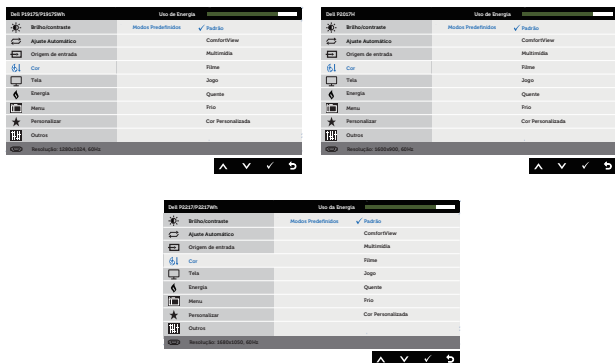 Dell P1917S/P1917SWh Uso de Energia
Brilho/contraste Modos Predefinidos Padrão
Ajuste Automático ComfortView
Origem de entrada Multimídia
Cor Filme
Tela Jogo
Energia Quente
Menu Frio
Personalizar Cor Personalizada
Outros
Resolução: 1280x1024, 60Hz
Dell P2017H Uso de Energia
Brilho/contraste Modos Predefinidos Padrão
Ajuste Automático ComfortView
Origem de entrada Multimídia
Cor Filme
Tela Jogo
Energia Quente
Menu Frio
Personalizar Cor Personalizada
Outros
Resolução: 1600x900, 60Hz
Dell P2217/P2217Wh Uso da Energia
Brilho/contraste Modos Predefinidos Padrão
Ajuste Automático ComfortView
Origem de entrada Multimídia
Cor Filme
Tela Jogo
Energia Quente
Menu Frio
Personalizar Cor Personalizada
Outros
Resolução: 1680x1050, 60Hz